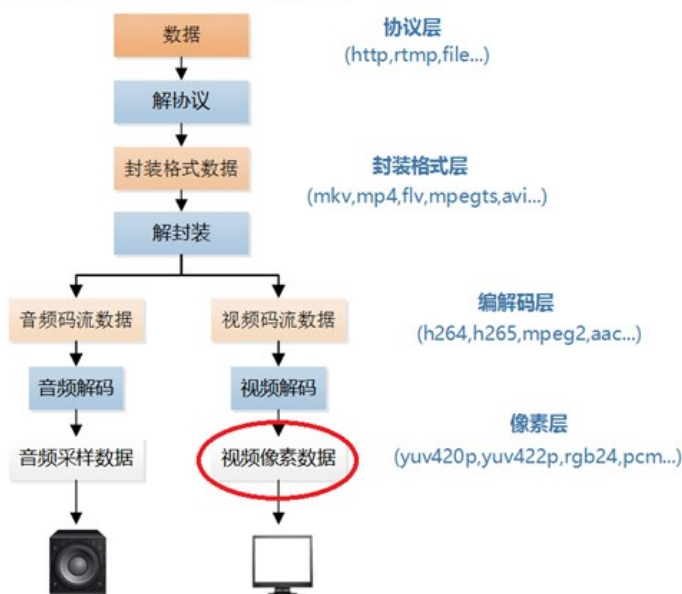 数据
协议层
(http,rtmp,file...)
解协议
封装格式数据
封装格式层
(mkv,mp4,flv,mpegts,avi...)
解封装
音频码流数据
视频码流数据
编解码层
(h264,h265,mpeg2,aac...)
音频解码
视频解码
像素层
音频采样数据
视频像素数据
(yuv420p,yuv422p,rgb24,pcm...)